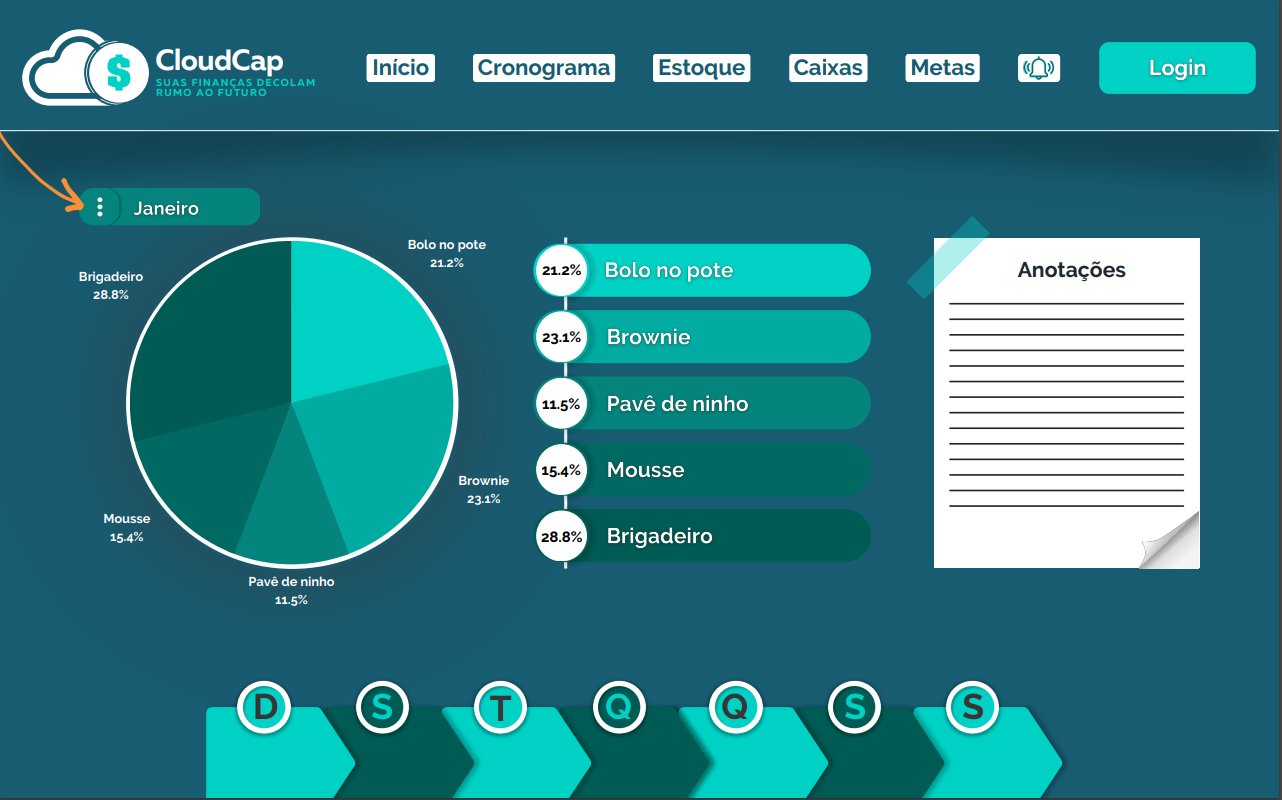 CloudCap
SUAS FINANÇAS DECOLAM
RUMO AO FUTURO
$
Início
Cronograma
Estoque
Caixas
Metas
Login
Janeiro
Bolo no pote
21.2%
Brigadeiro
28.8%
Brownie
23.1%
Mousse
15.4%
Pavê de ninho
11.5%
21.2% Bolo no pote
23.1% Brownie
11.5% Pavê de ninho
15.4% Mousse
28.8% Brigadeiro
Anotações
D S T Q Q S S